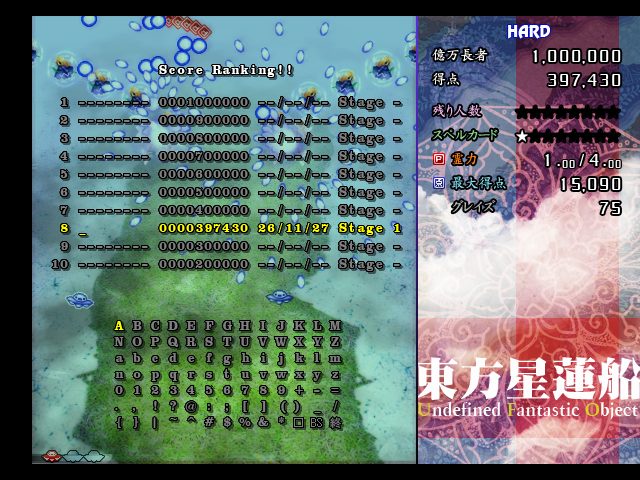 Score Ranking!!
1 -------- 0001000000 --/--/-- Stage -
2 -------- 0000900000 --/--/-- Stage -
3 -------- 0000800000 --/--/-- Stage -
4 -------- 0000700000 --/--/-- Stage -
5 -------- 0000600000 --/--/-- Stage -
6 -------- 0000500000 --/--/-- Stage -
7 -------- 0000400000 --/--/-- Stage -
8 _ 0000397430 26/11/27 Stage 1
9 -------- 0000300000 --/--/-- Stage -
10 -------- 0000200000 --/--/-- Stage -
A B C D E F G H I J K L M
N O P Q R S T U V W X Y Z
a b c d e f g h i j k l m
n o p q r s t u v w x y z
0 1 2 3 4 5 6 7 8 9 + - =
. , ! ? @ : ; [ ] ( ) _ /
{ } | ~ ^ # $ % & * □ BS 終
HARD
億万長者 1,000,000
得点 397,430
残り人数 ★★★★★★★★
スペルカード ★★★★★★★★
P 霊力 1.00/4.00
点 最大得点 15,090
グレイズ 75
東方星蓮船
Undefined Fantastic Object